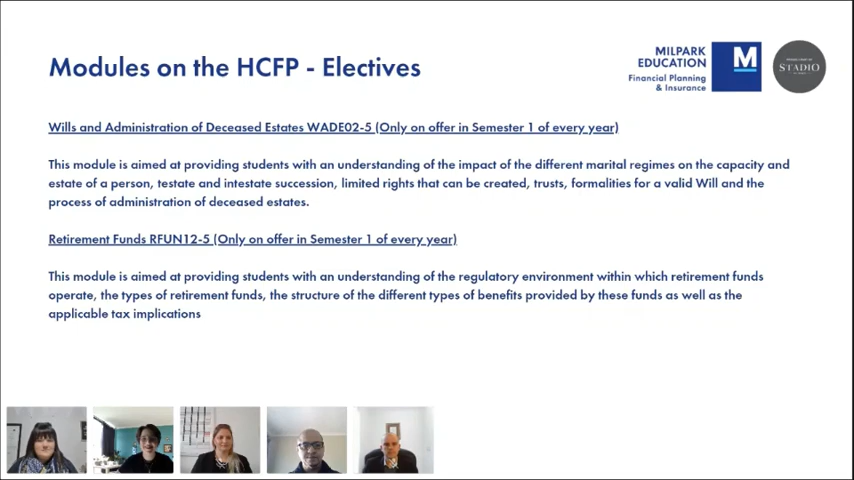 Modules on the HCFP - Electives
MILPARK
EDUCATION
Financial Planning
& Insurance
M
STADIO
Wills and Administration of Deceased Estates WADE02-5 (Only on offer in Semester 1 of every year)
This module is aimed at providing students with an understanding of the impact of the different marital regimes on the capacity and
estate of a person, testate and intestate succession, limited rights that can be created, trusts, formalities for a valid Will and the
process of administration of deceased estates.
Retirement Funds RFUN12-5 (Only on offer in Semester 1 of every year)
This module is aimed at providing students with an understanding of the regulatory environment within which retirement funds
operate, the types of retirement funds, the structure of the different types of benefits provided by these funds as well as the
applicable tax implications